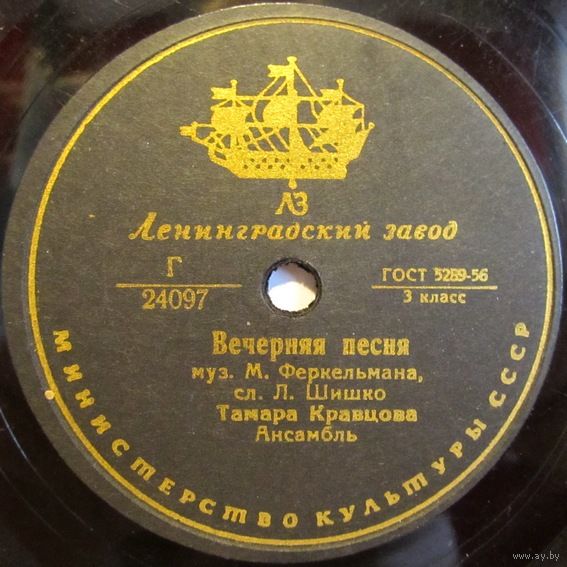 ЛЗ
Ленинградский завод
Г
24097
ГОСТ 5289-56
3 класс
Вечерняя песня
муз. М. Феркельмана,
сл. Л. Шишко
Тамара Кравцова
Ансамбль
МИНИСТЕРСТВО КУЛЬТУРЫ СССР
www.ay.by